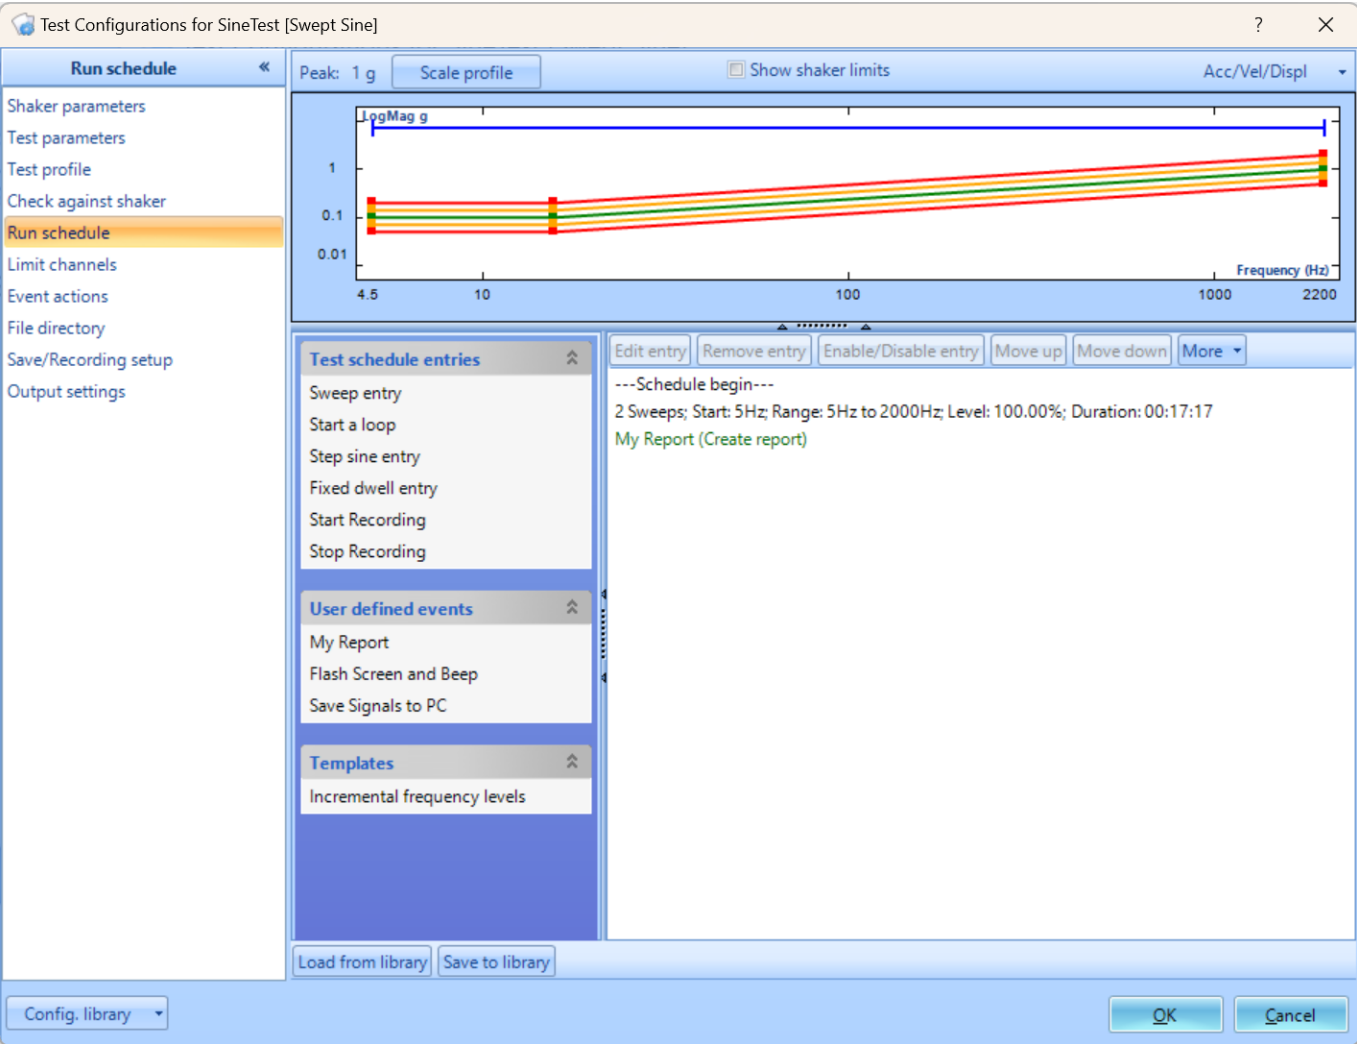 Test Configurations for SineTest [Swept Sine]
?
Run schedule
Peak: 1 g
Scale profile
Show shaker limits
Acc/Vel/Displ
Shaker parameters
Test parameters
Test profile
Check against shaker
Run schedule
Limit channels
Event actions
File directory
Save/Recording setup
Output settings
LogMag g
1
0.1
0.01
Frequency (Hz)
4.5 10 100 1000 2200
Test schedule entries
Sweep entry
Start a loop
Step sine entry
Fixed dwell entry
Start Recording
Stop Recording
User defined events
My Report
Flash Screen and Beep
Save Signals to PC
Templates
Incremental frequency levels
Edit entry Remove entry Enable/Disable entry Move up Move down More
---Schedule begin---
2 Sweeps; Start: 5Hz; Range: 5Hz to 2000Hz; Level: 100.00%; Duration: 00:17:17
My Report (Create report)
Load from library Save to library
Config. library
OK Cancel